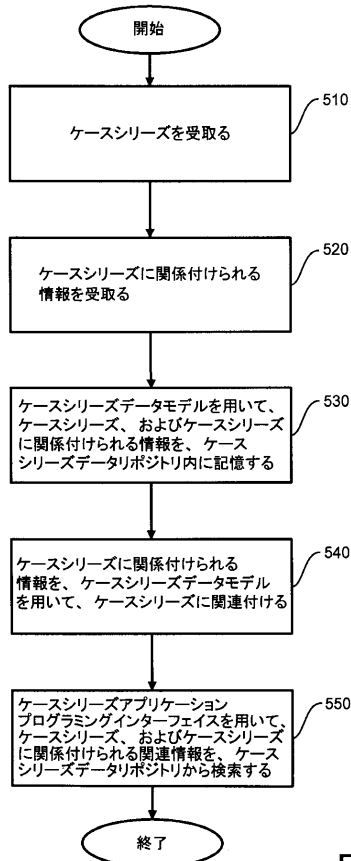 開始
ケースシリーズを受取る
510
ケースシリーズに関係付けられる
情報を受取る
520
ケースシリーズデータモデルを用いて、
ケースシリーズ、およびケースシリーズ
に関係付けられる情報を、ケース
シリーズデータリポジトリ内に記憶する
530
ケースシリーズに関係付けられる
情報を、ケースシリーズデータモデル
を用いて、ケースシリーズに関連付ける
540
ケースシリーズアプリケーション
プログラミングインターフェイスを用いて、
ケースシリーズ、およびケースシリーズ
に関係付けられる関連情報を、ケース
シリーズデータリポジトリから検索する
550
終了